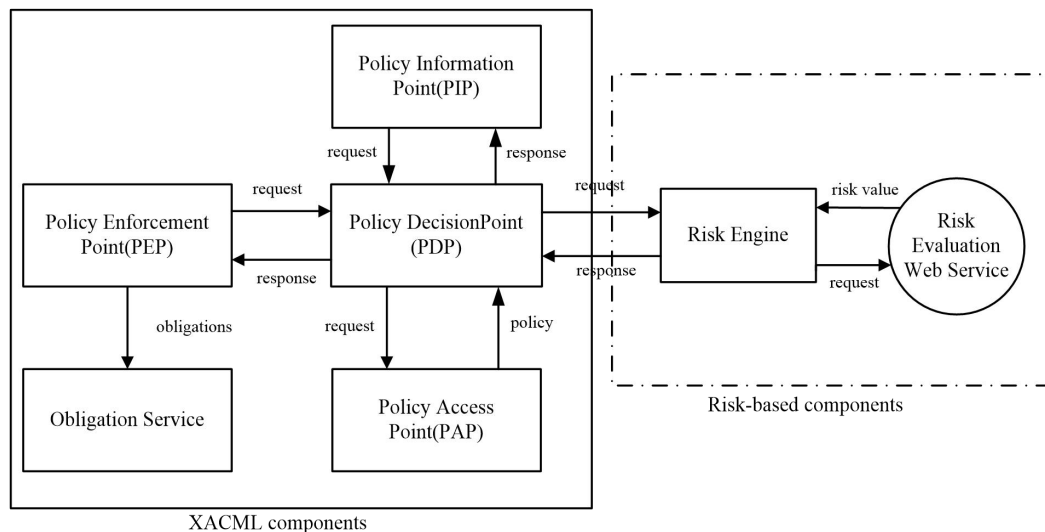 Policy Information
Point(PIP)
request
response
request
request
risk value
Policy Enforcement
Point(PEP)
Policy DecisionPoint
(PDP)
Risk Engine
Risk
Evaluation
Web Service
response
response
request
obligations
request
policy
Obligation Service
Policy Access
Point(PAP)
Risk-based components
XACML components